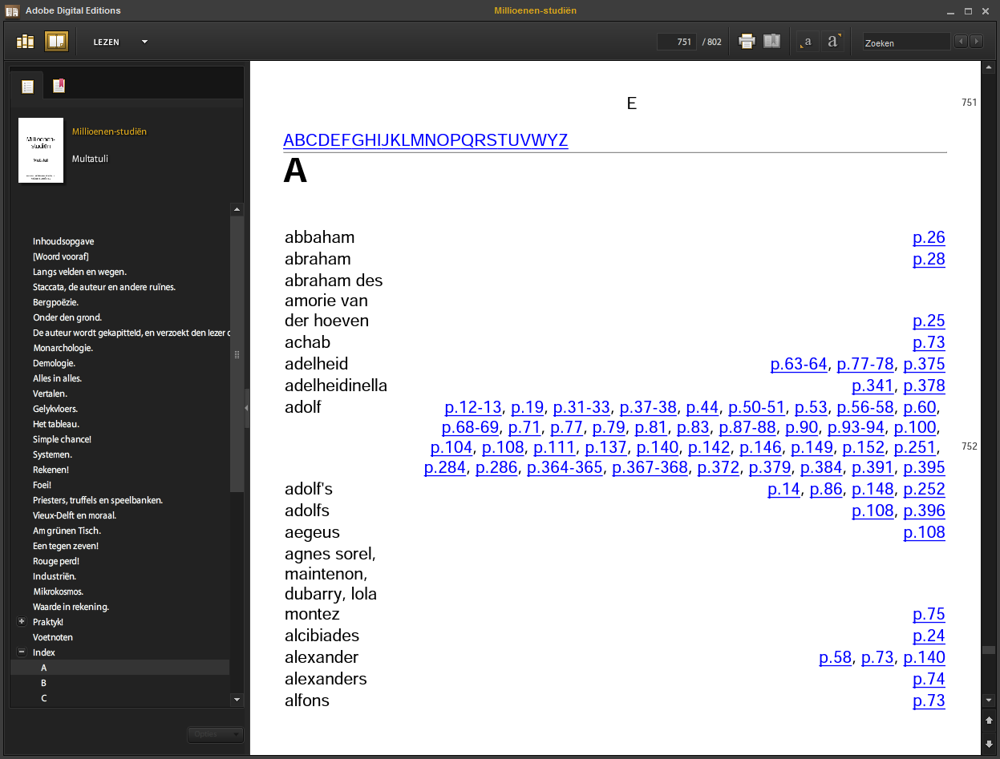 Adobe Digital Editions
Millioenen-studiën
LEZEN
751 / 802
a a
Zoeken
Millioenen-
studiën
Multatuli
Millioenen-studiën
Multatuli
Inhoudsopgave
[Woord vooraf]
Langs velden en wegen.
Staccata, de auteur en andere ruïnes.
Bergpoëzie.
Onder den grond.
De auteur wordt gekapitteld, en verzoekt den lezer
Monarchologie.
Demologie.
Alles in alles.
Vertalen.
Gelykvloers.
Het tableau.
Simple chance!
Systemen.
Rekenen!
Foei!
Priesters, truffels en speelbanken.
Vieux-Delft en moraal.
Am grünen Tisch.
Een tegen zeven!
Rouge perd!
Industriën.
Mikrokosmos.
Waarde in rekening.
Praktyk!
Voetnoten
Index
A
B
C
Opties
E
751
ABCDEFGHIJKLMNOPQRSTUVWYZ
A
abbaham p.26
abraham p.28
abraham des
amorie van
der hoeven p.25
achab p.73
adelheid p.63-64, p.77-78, p.375
adelheidinella p.341, p.378
adolf p.12-13, p.19, p.31-33, p.37-38, p.44, p.50-51, p.53, p.56-58, p.60,
p.68-69, p.71, p.77, p.79, p.81, p.83, p.87-88, p.90, p.93-94, p.100,
p.104, p.108, p.111, p.137, p.140, p.142, p.146, p.149, p.152, p.251,
752
p.284, p.286, p.364-365, p.367-368, p.372, p.379, p.384, p.391, p.395
adolf's p.14, p.86, p.148, p.252
adolfs p.108, p.396
aegeus p.108
agnes sorel,
maintenon,
dubarry, lola
montez p.75
alcibiades p.24
alexander p.58, p.73, p.140
alexanders p.74
alfons p.73